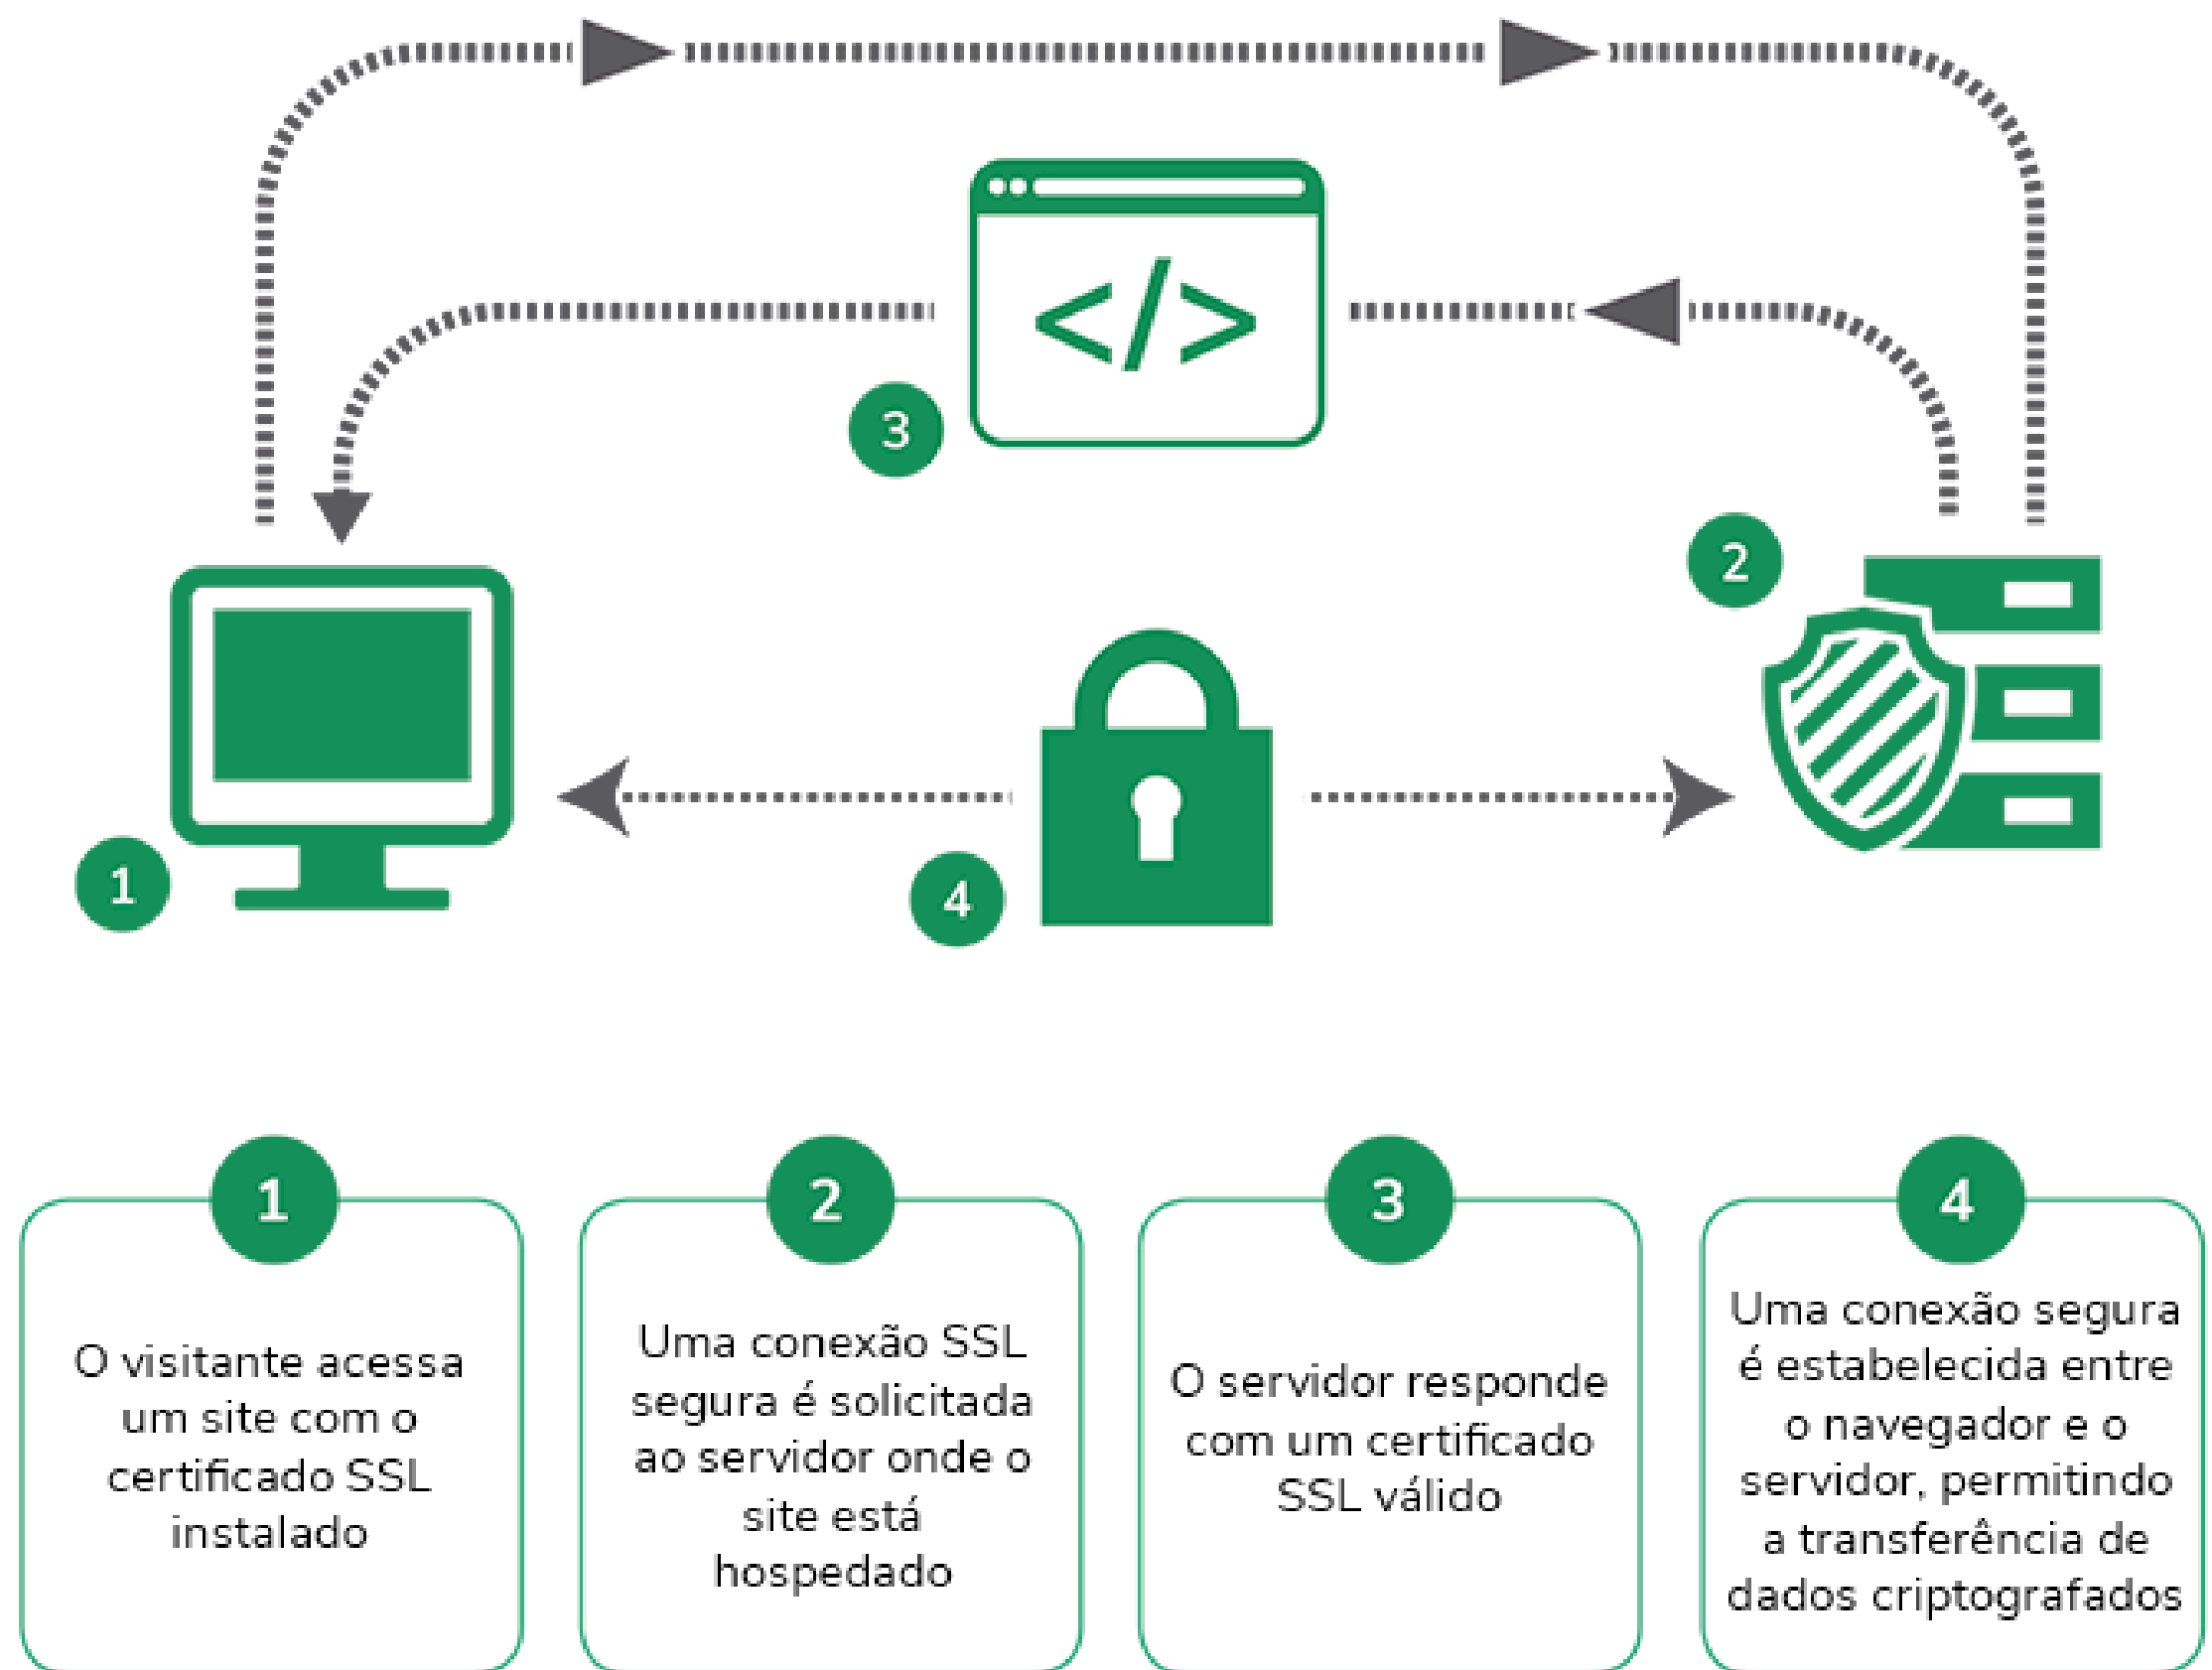 </>
3
2
1
4
1
O visitante acessa
um site com o
certificado SSL
instalado
2
Uma conexão SSL
segura é solicitada
ao servidor onde o
site está
hospedado
3
O servidor responde
com um certificado
SSL válido
4
Uma conexão segura
é estabelecida entre
o navegador e o
servidor, permitindo
a transferência de
dados criptografados